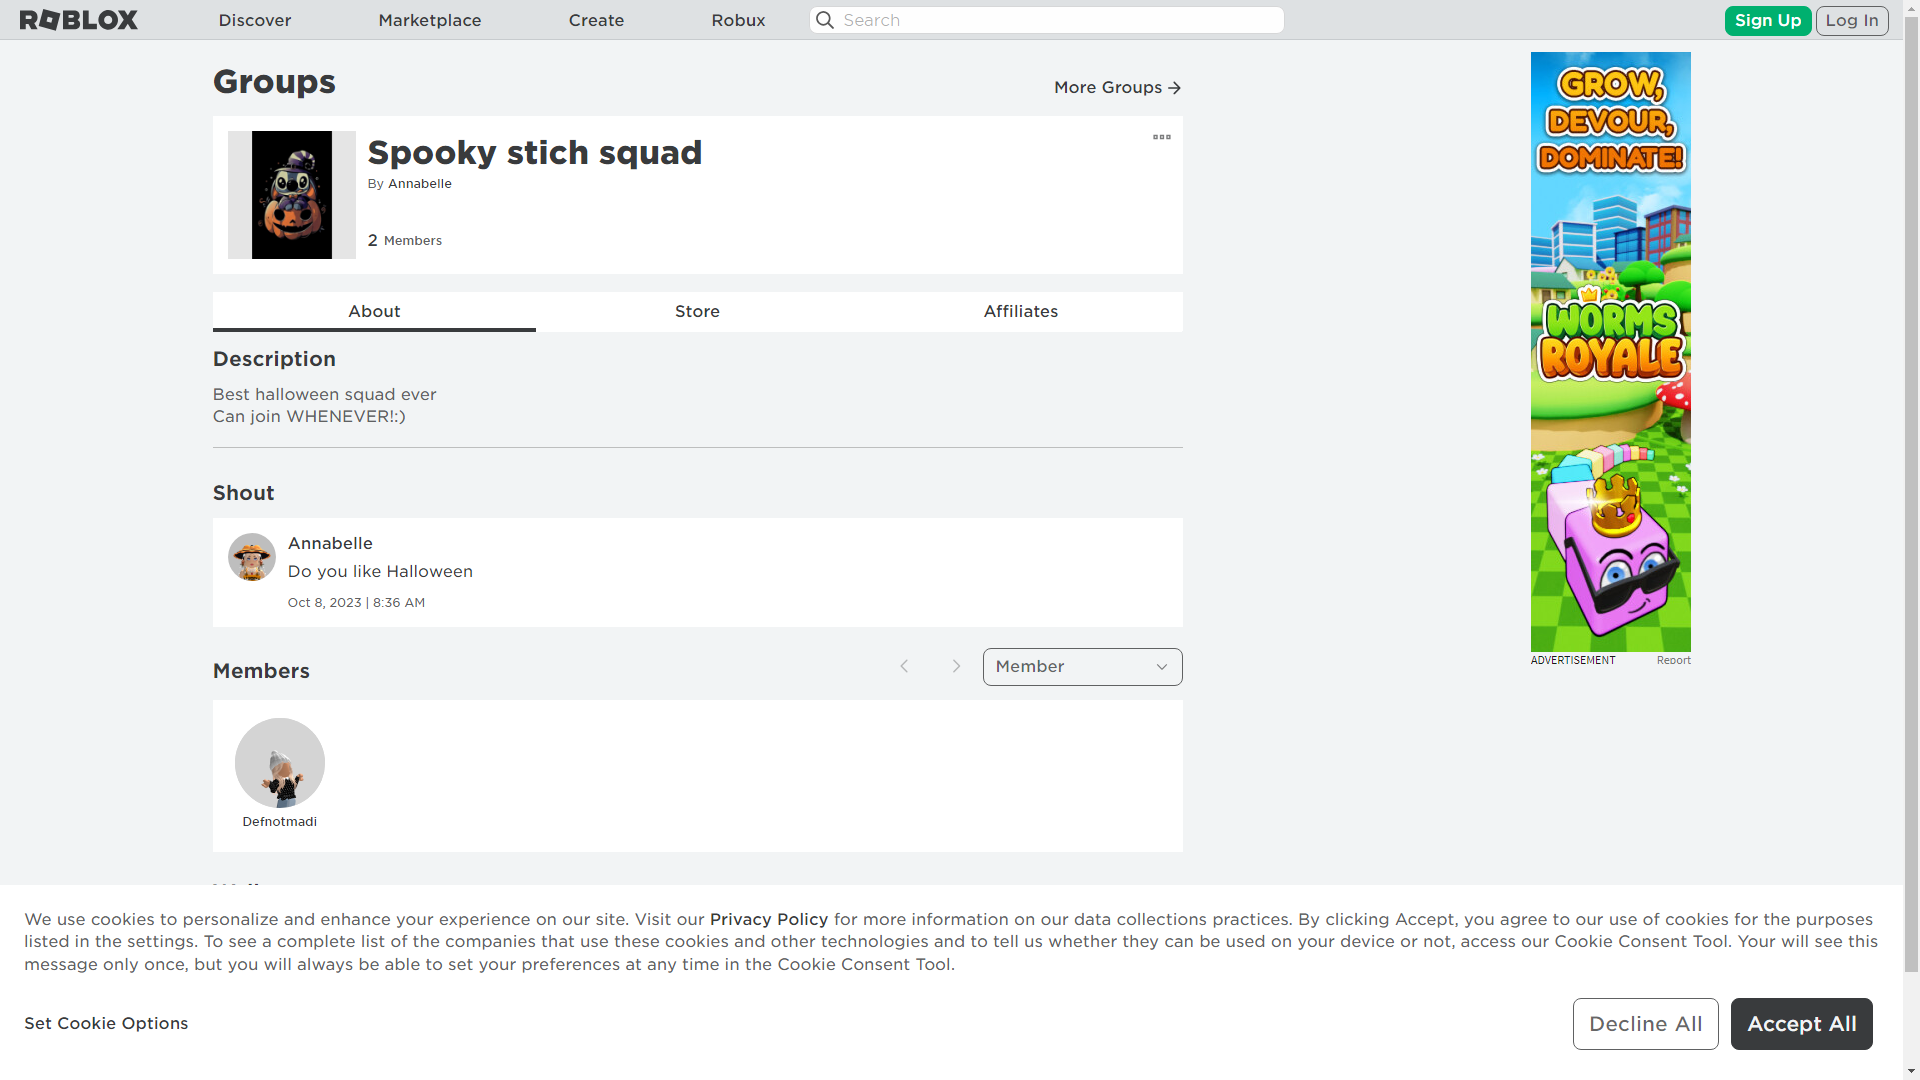 ROBLOX
Discover
Marketplace
Create
Robux
Search
Sign Up
Log In
Groups
More Groups
Spooky stich squad
By Annabelle
2 Members
About
Store
Affiliates
Description
Best halloween squad ever
Can join WHENEVER!:)
Shout
Annabelle
Do you like Halloween
Oct 8, 2023 | 8:36 AM
Members
Member
Defnotmadi
GROW,
DEVOUR,
DOMINATE!
WORMS
ROYALE
ADVERTISEMENT
Report
We use cookies to personalize and enhance your experience on our site. Visit our Privacy Policy for more information on our data collections practices. By clicking Accept, you agree to our use of cookies for the purposes
listed in the settings. To see a complete list of the companies that use these cookies and other technologies and to tell us whether they can be used on your device or not, access our Cookie Consent Tool. Your will see this
message only once, but you will always be able to set your preferences at any time in the Cookie Consent Tool.
Set Cookie Options
Decline All
Accept All